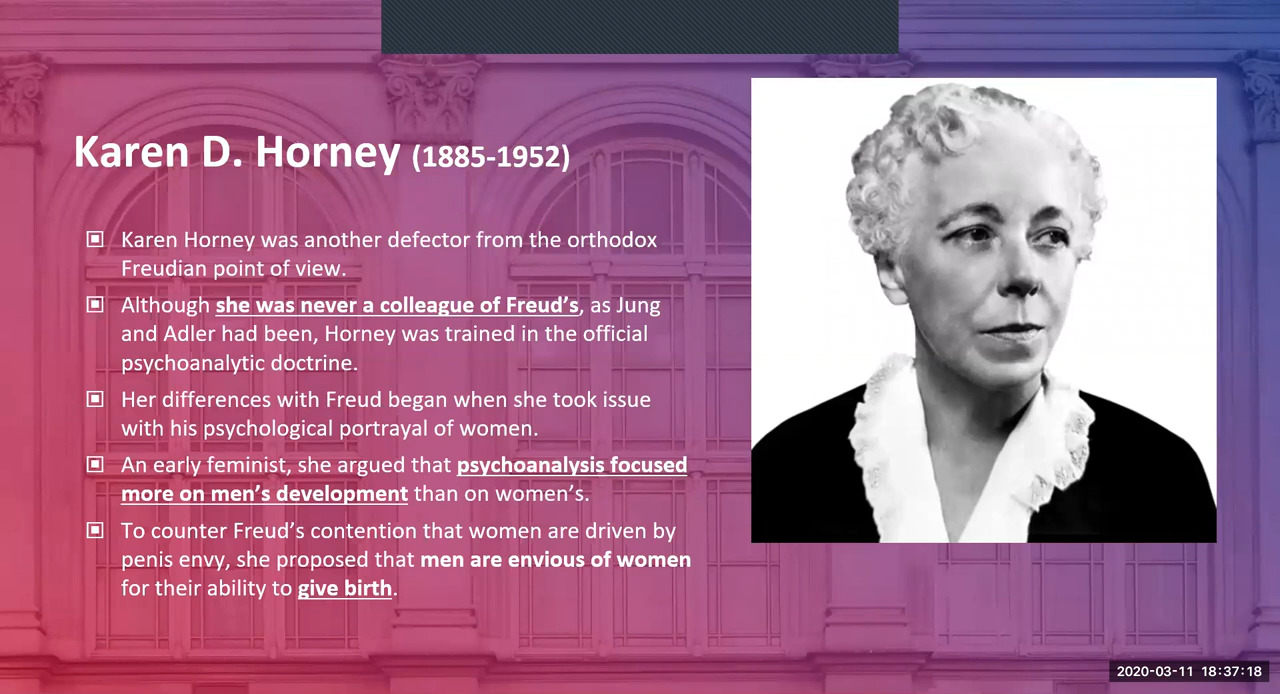 Karen D. Horney (1885-1952)
Karen Horney was another defector from the orthodox
Freudian point of view.
Although she was never a colleague of Freud’s, as Jung
and Adler had been, Horney was trained in the official
psychoanalytic doctrine.
Her differences with Freud began when she took issue
with his psychological portrayal of women.
An early feminist, she argued that psychoanalysis focused
more on men’s development than on women’s.
To counter Freud’s contention that women are driven by
penis envy, she proposed that men are envious of women
for their ability to give birth.
2020-03-11 18:37:18